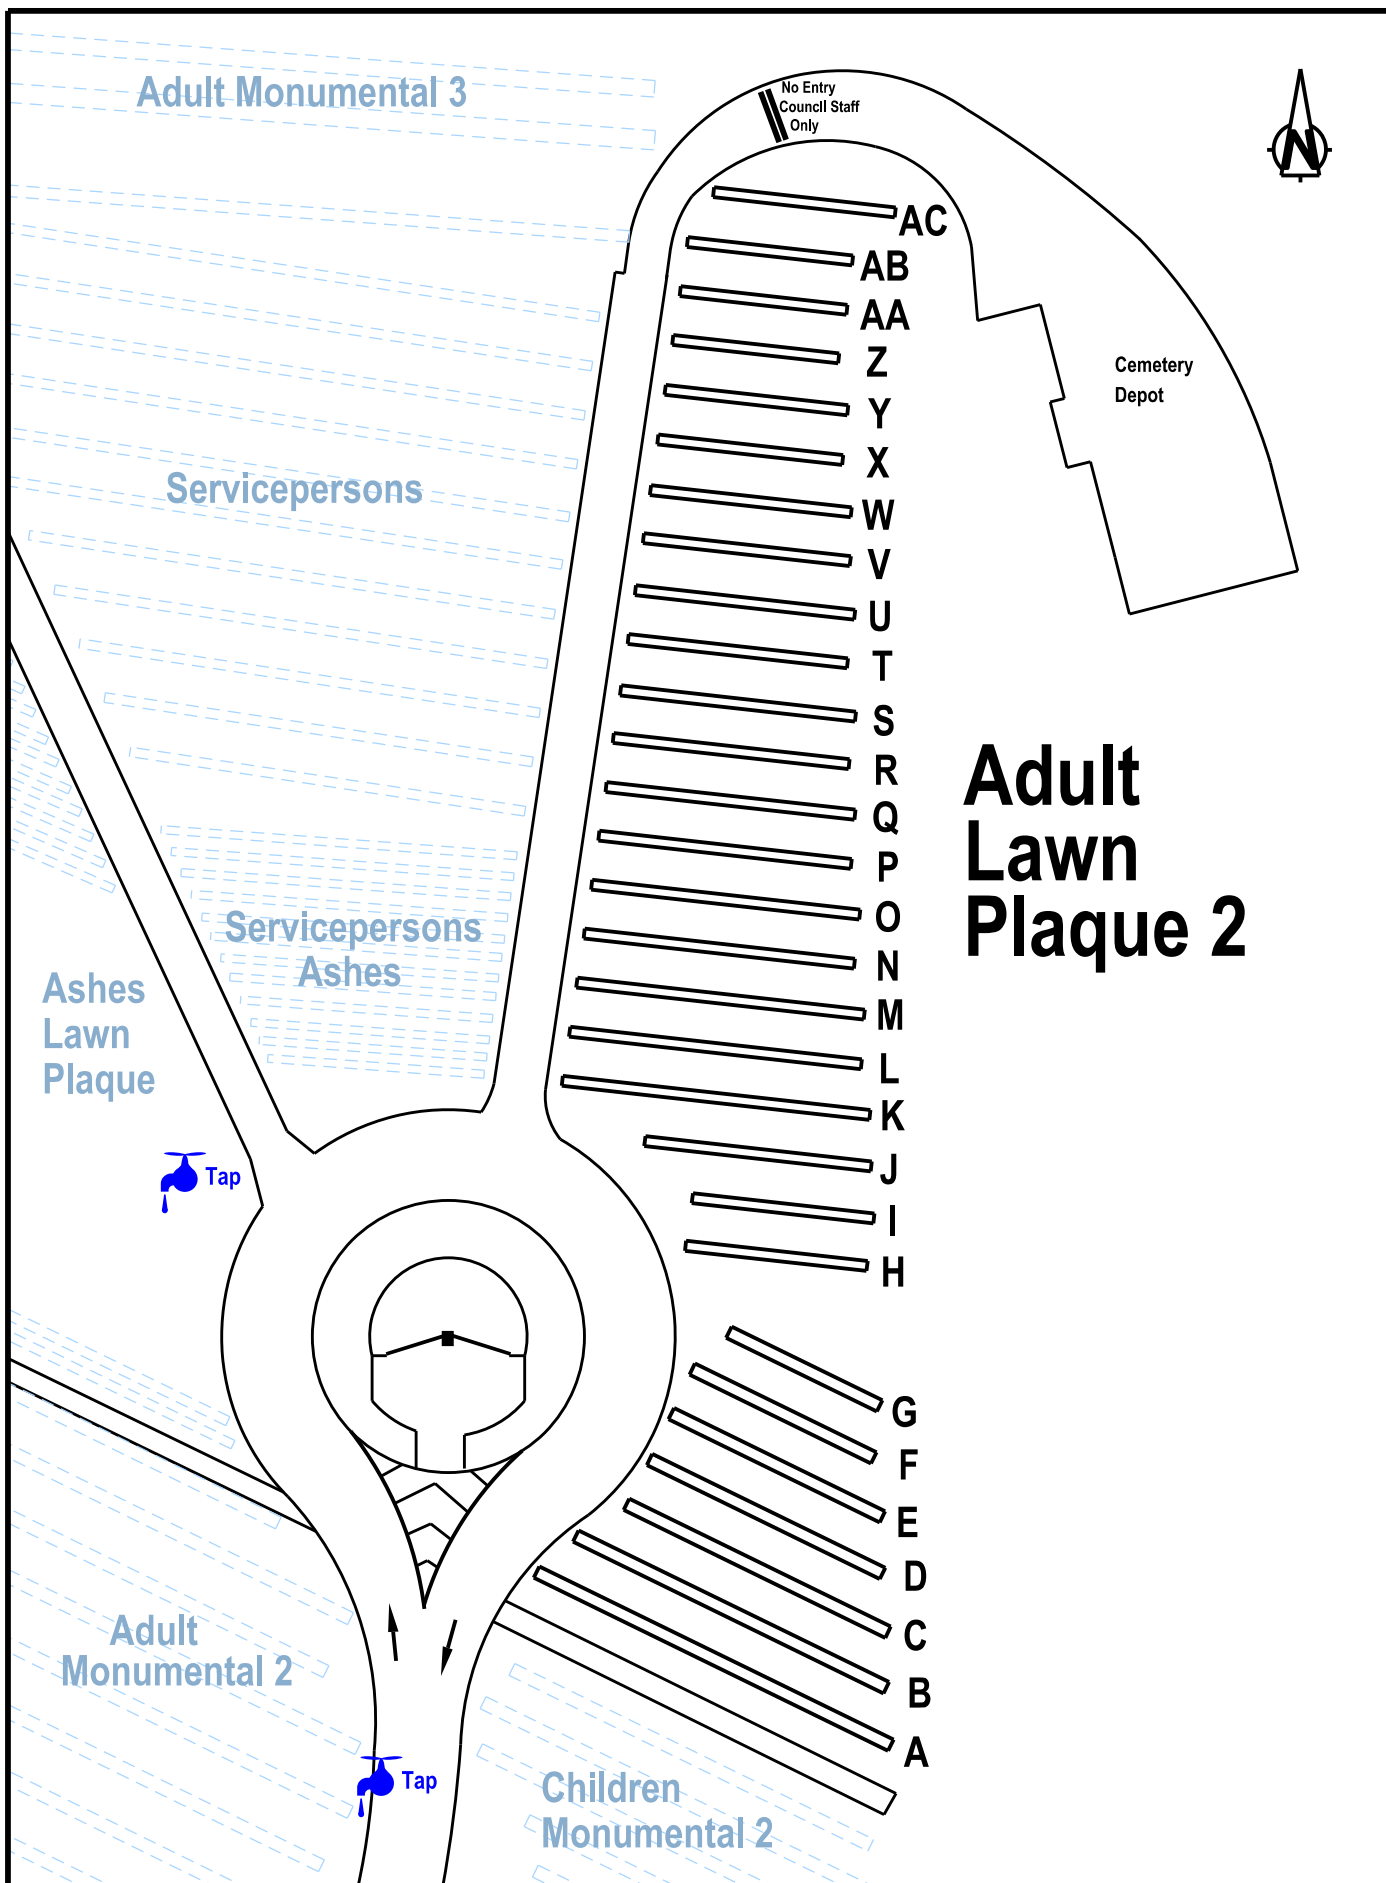 Adult Monumental 3
No Entry
Council Staff
Only
N
AC
AB
AA
Z
Cemetery
Depot
Y
X
Servicepersons
W
V
U
T
S
R
Adult
Lawn
Plaque 2
Q
P
O
Servicepersons
Ashes
N
Ashes
Lawn
Plaque
M
L
K
J
Tap
I
H
G
F
E
D
C
Adult
Monumental 2
B
A
Tap
Children
Monumental 2